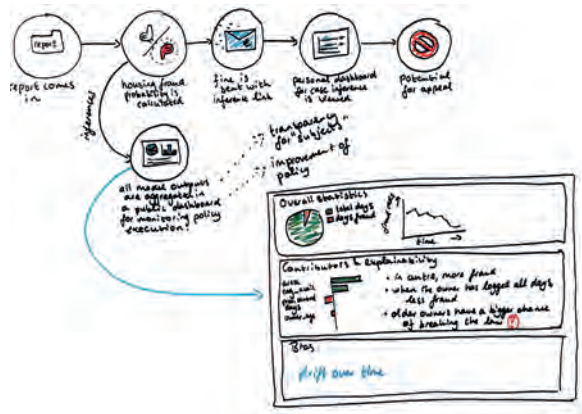 report
report comes
in
housing fraud
probability is
calculated
fine is
sent with
inference link
personal dashboard
for case inference
is viewed
potential
for appeal
inferences
all model outputs
are aggregated in
a public dashboard
for monitoring policy
execution
transparency
for "subjects"
improvement of
policy
Overall statistics
total days
days fraud
time
Contributors & explainability
area
days
owner age
• in centre, more fraud
• when the owner has logged all days
less fraud
• older owners have a bigger chance
of breaking the law ?
Bias
drift over time